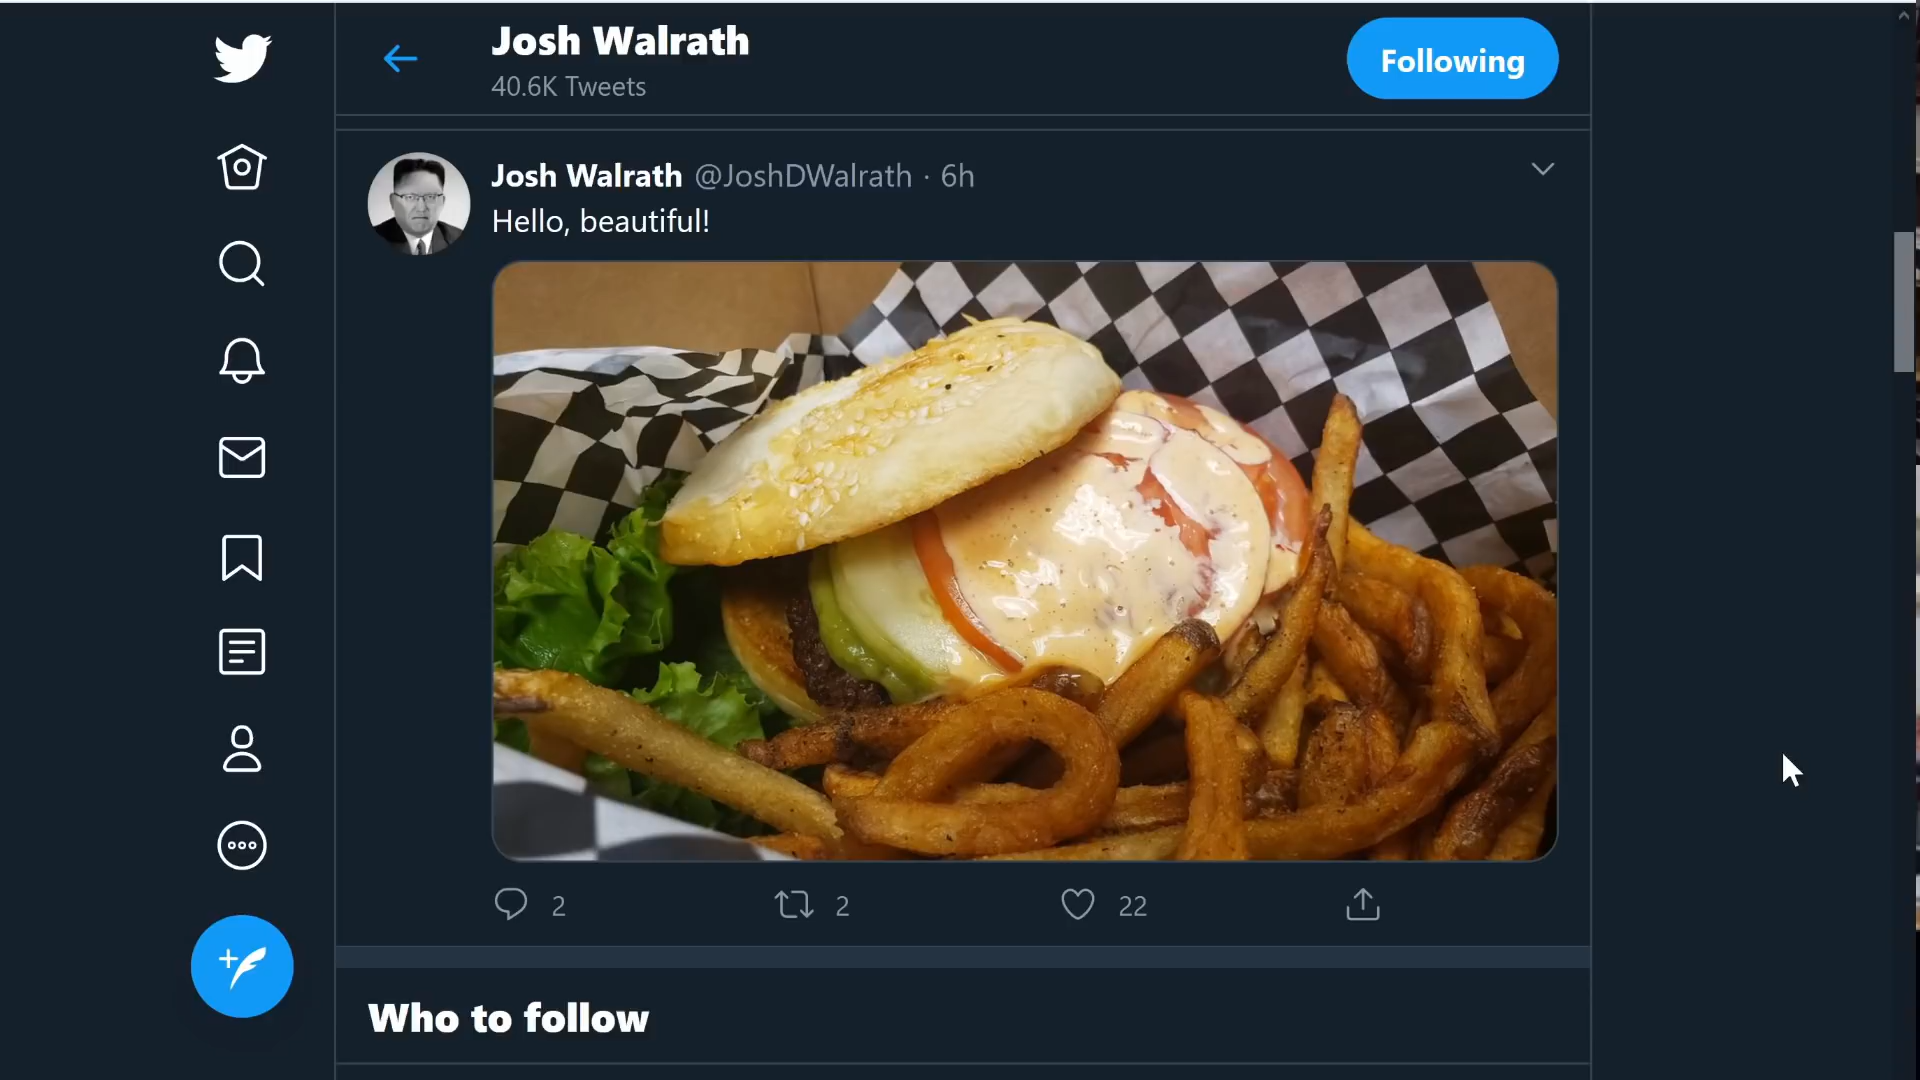 Josh Walrath
40.6K Tweets
Following
Josh Walrath @JoshDWalrath · 6h
Hello, beautiful!
2 2 22
Who to follow